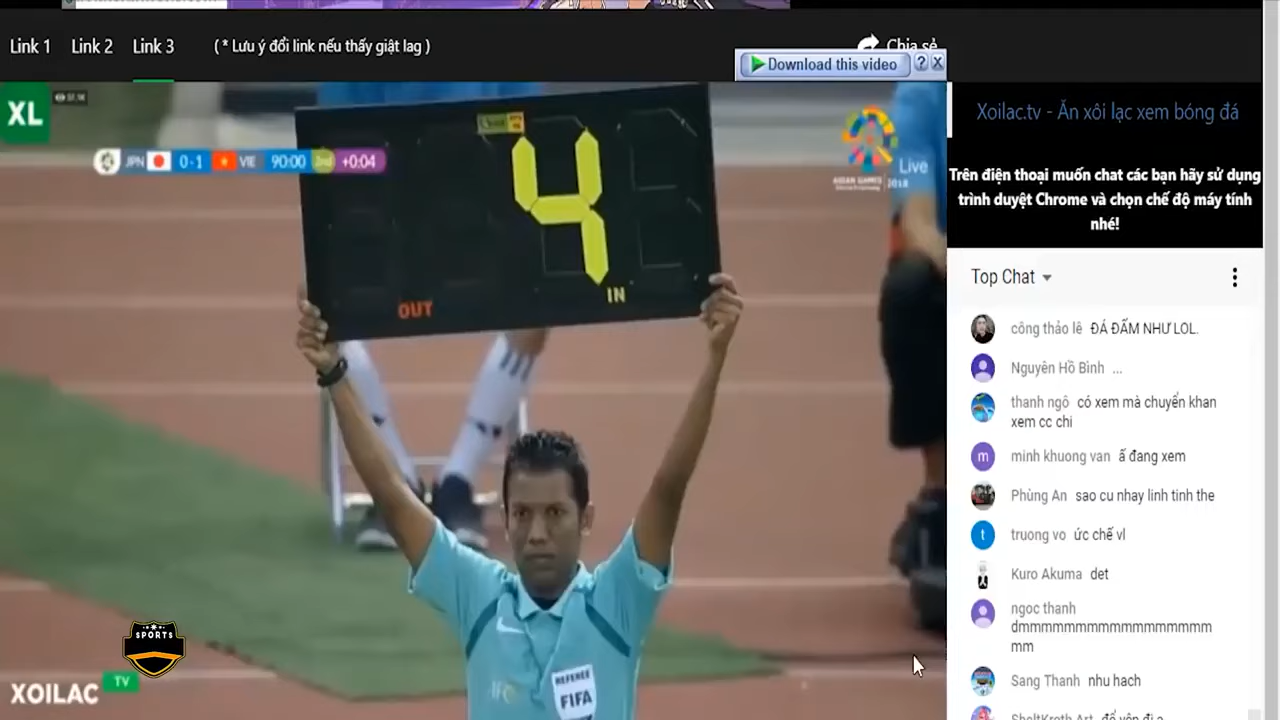 Link 1 Link 2 Link 3 ( * Lưu ý đổi link nếu thấy giật lag ) Chia sẻ
Download this video ? X
XL
JPN 0-1 VIE 90:00 2nd +0:04
4
OUT IN
ASIAN GAMES
2018
Live
SPORTS
XOILAC TV
REFEREE
FIFA
Xoilac.tv - Ăn xôi lạc xem bóng đá
Trên điện thoại muốn chat các bạn hãy sử dụng
trình duyệt Chrome và chọn chế độ máy tính
nhé!
Top Chat
công thảo lê ĐÁ ĐẤM NHƯ LOL.
Nguyên Hồ Bình ...
thanh ngô có xem mà chuyển khan
xem cc chi
m minh khuong van ấ đang xem
Phùng An sao cu nhay linh tinh the
t truong vo ức chế vl
Kuro Akuma det
ngoc thanh
dmmmmmmmmmmmmmmmmm
mm
Sang Thanh nhu hach